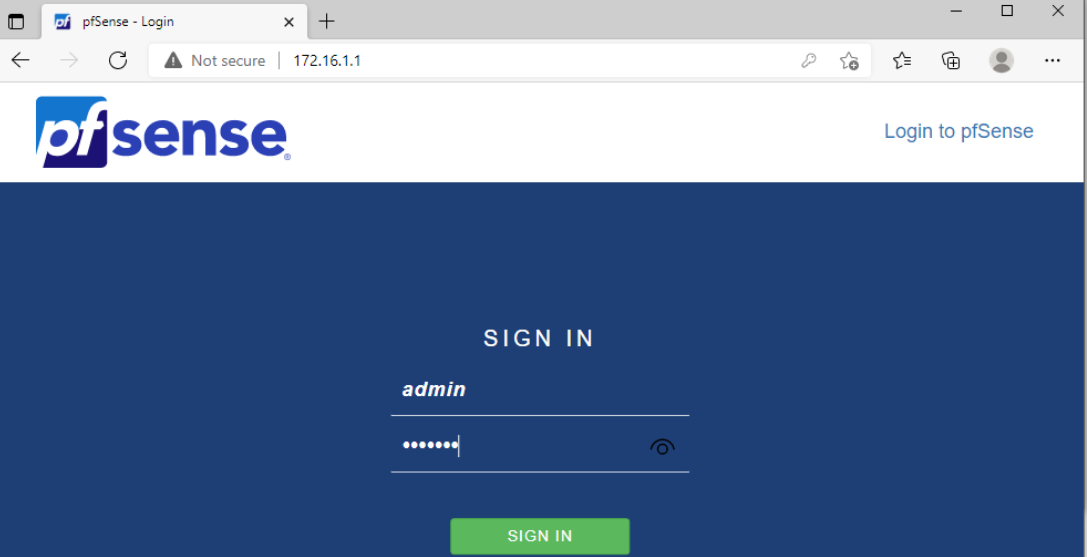 pfSense - Login
Not secure | 172.16.1.1
pfsense®
Login to pfSense
SIGN IN
admin
•••••••
SIGN IN